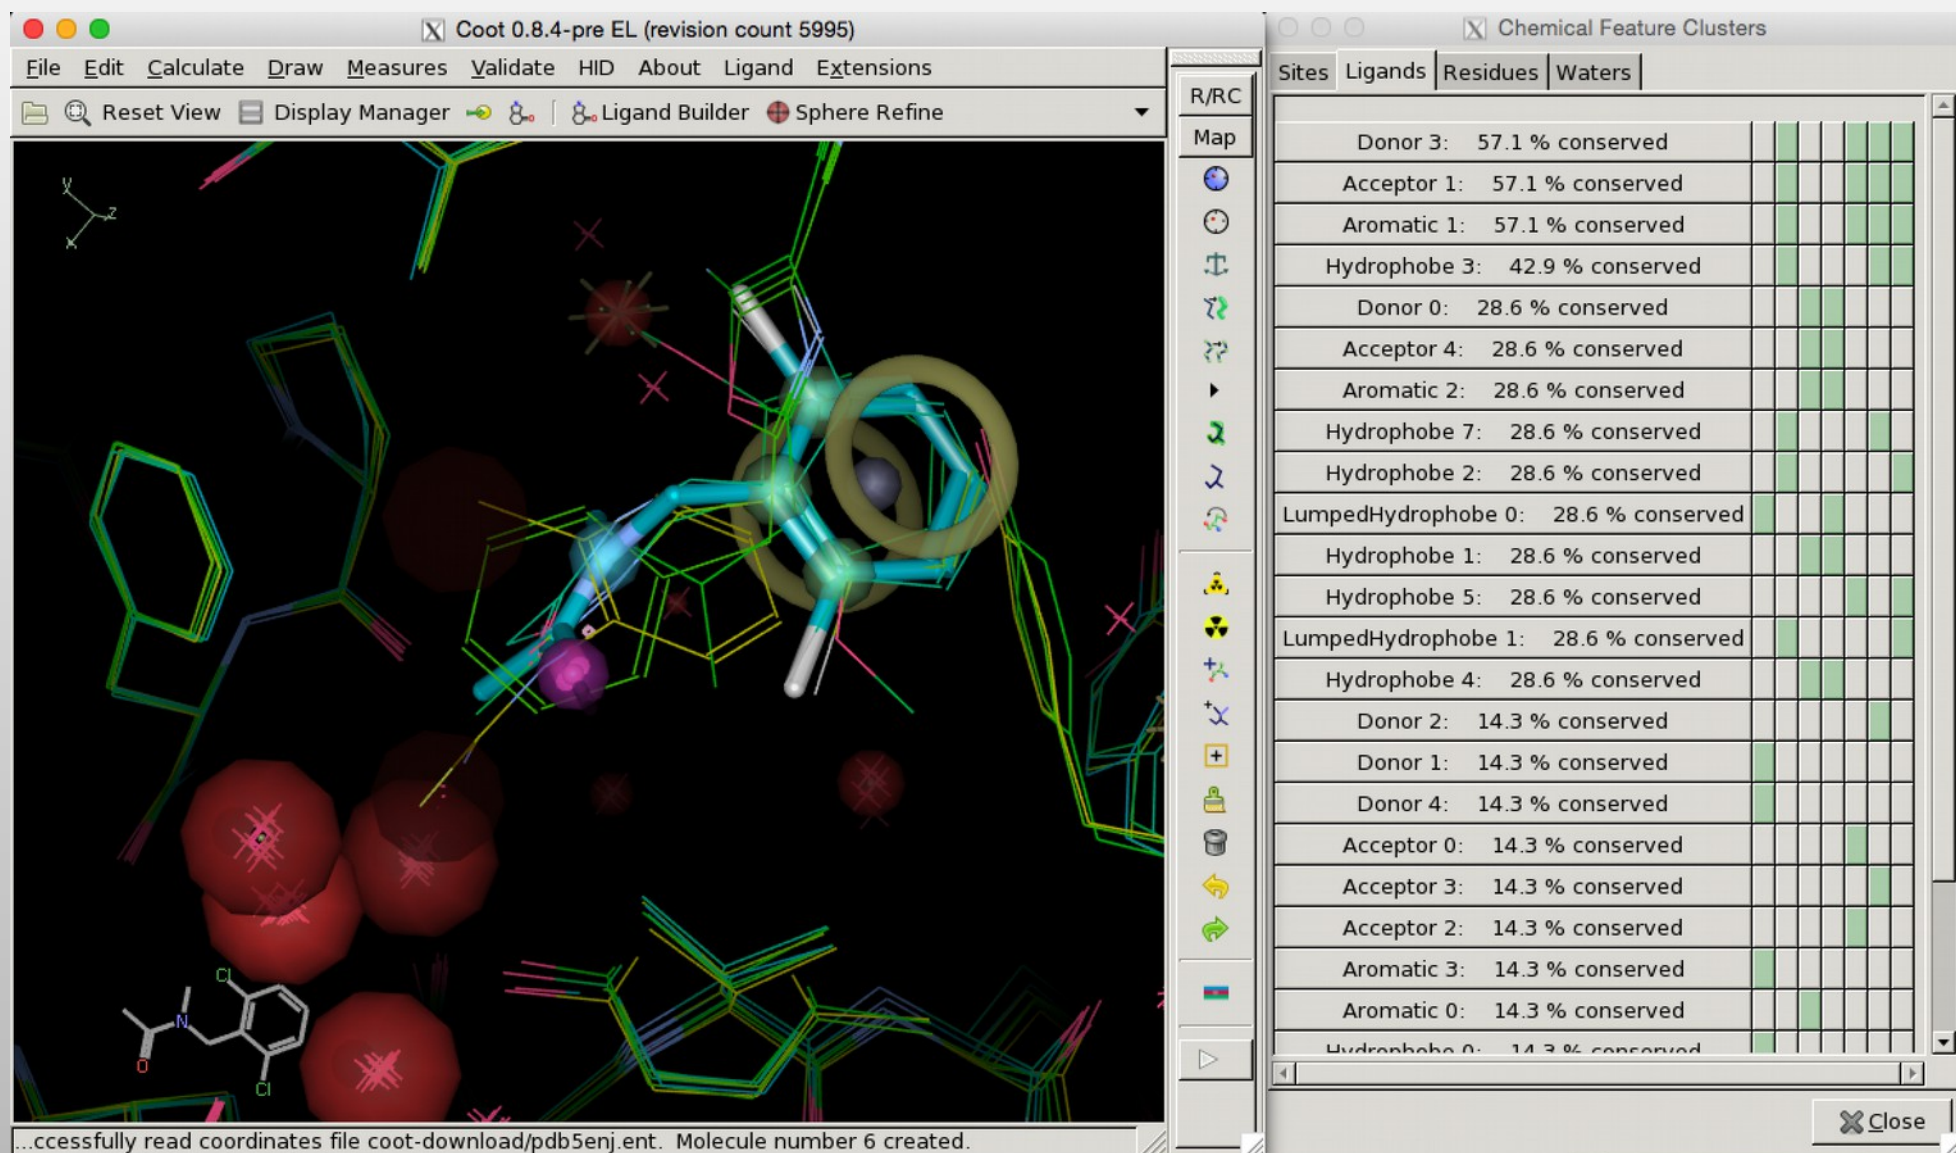 Coot 0.8.4-pre EL (revision count 5995)
File Edit Calculate Draw Measures Validate HID About Ligand Extensions
Reset View Display Manager Ligand Builder Sphere Refine
R/RC
Map
y
z
x
Cl
N
O
Cl
...ccessfully read coordinates file coot-download/pdb5enj.ent. Molecule number 6 created.
Chemical Feature Clusters
Sites Ligands Residues Waters
Donor 3: 57.1 % conserved
Acceptor 1: 57.1 % conserved
Aromatic 1: 57.1 % conserved
Hydrophobe 3: 42.9 % conserved
Donor 0: 28.6 % conserved
Acceptor 4: 28.6 % conserved
Aromatic 2: 28.6 % conserved
Hydrophobe 7: 28.6 % conserved
Hydrophobe 2: 28.6 % conserved
LumpedHydrophobe 0: 28.6 % conserved
Hydrophobe 1: 28.6 % conserved
Hydrophobe 5: 28.6 % conserved
LumpedHydrophobe 1: 28.6 % conserved
Hydrophobe 4: 28.6 % conserved
Donor 2: 14.3 % conserved
Donor 1: 14.3 % conserved
Donor 4: 14.3 % conserved
Acceptor 0: 14.3 % conserved
Acceptor 3: 14.3 % conserved
Acceptor 2: 14.3 % conserved
Aromatic 3: 14.3 % conserved
Aromatic 0: 14.3 % conserved
Hydrophobe 0: 14.3 % conserved
Close